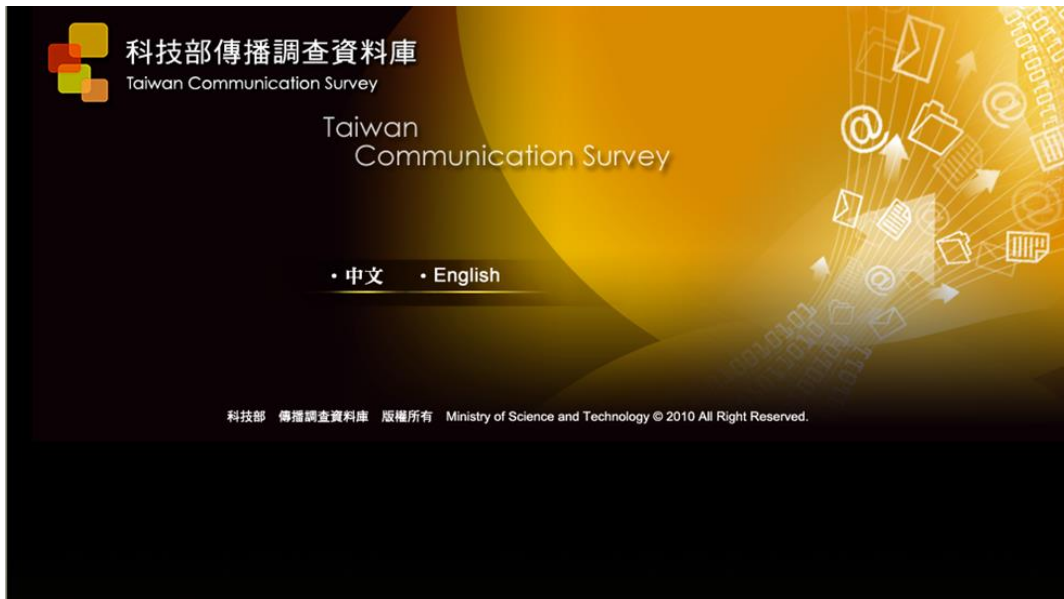 科技部傳播調查資料庫
Taiwan Communication Survey
Taiwan
Communication Survey
•中文 •English
科技部 傳播調查資料庫 版權所有 Ministry of Science and Technology © 2010 All Right Reserved.